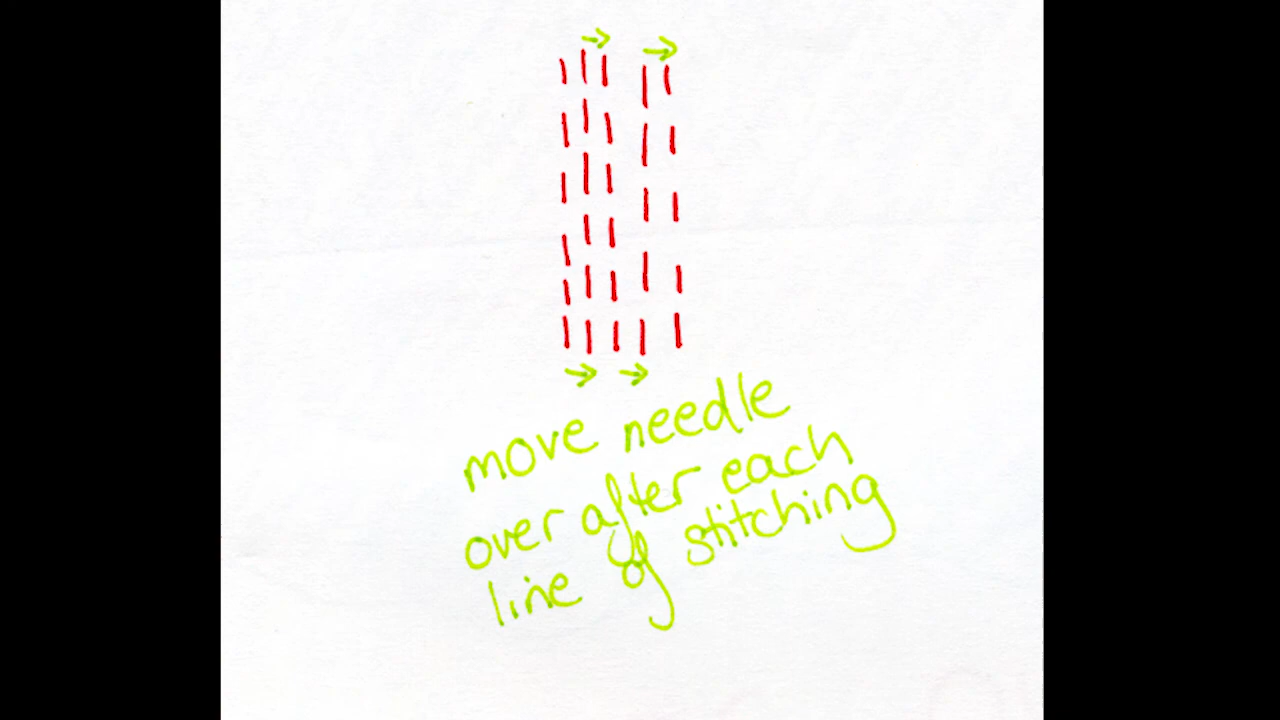 move needle
over after each
line of stitching